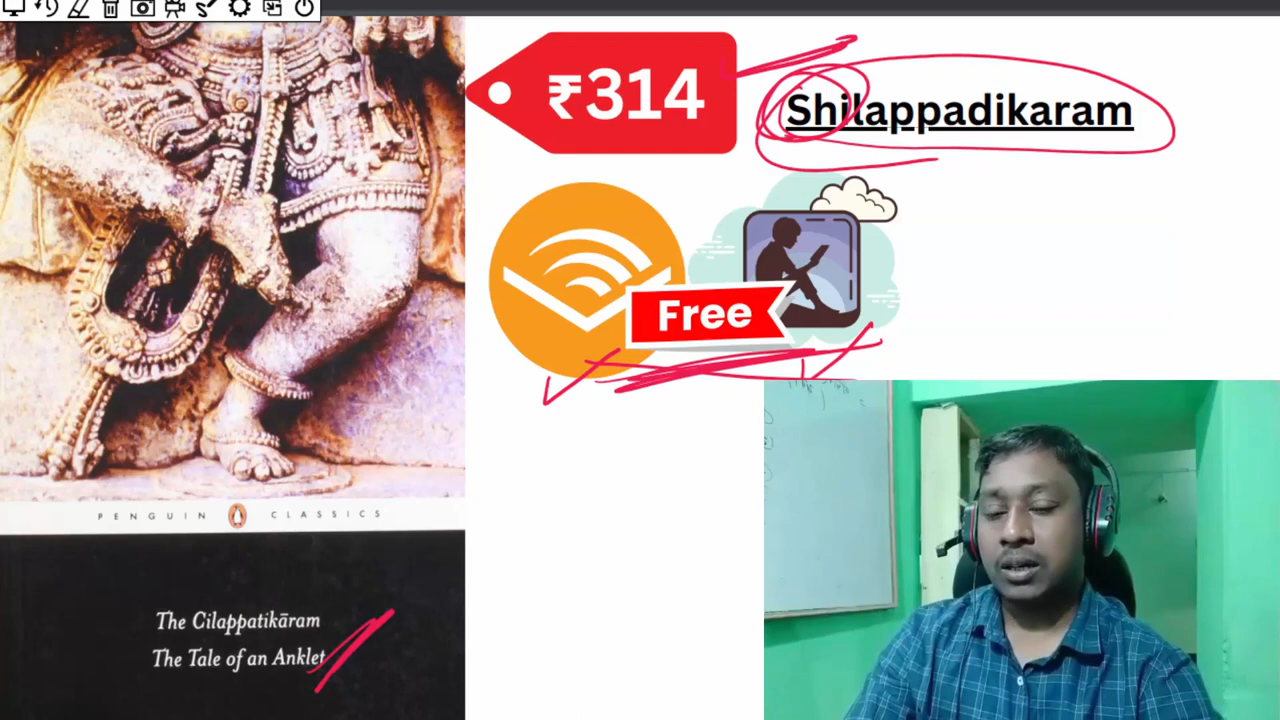 ₹314
Shilappadikaram
Free
PENGUIN CLASSICS
The Cilappatikāram
The Tale of an Anklet